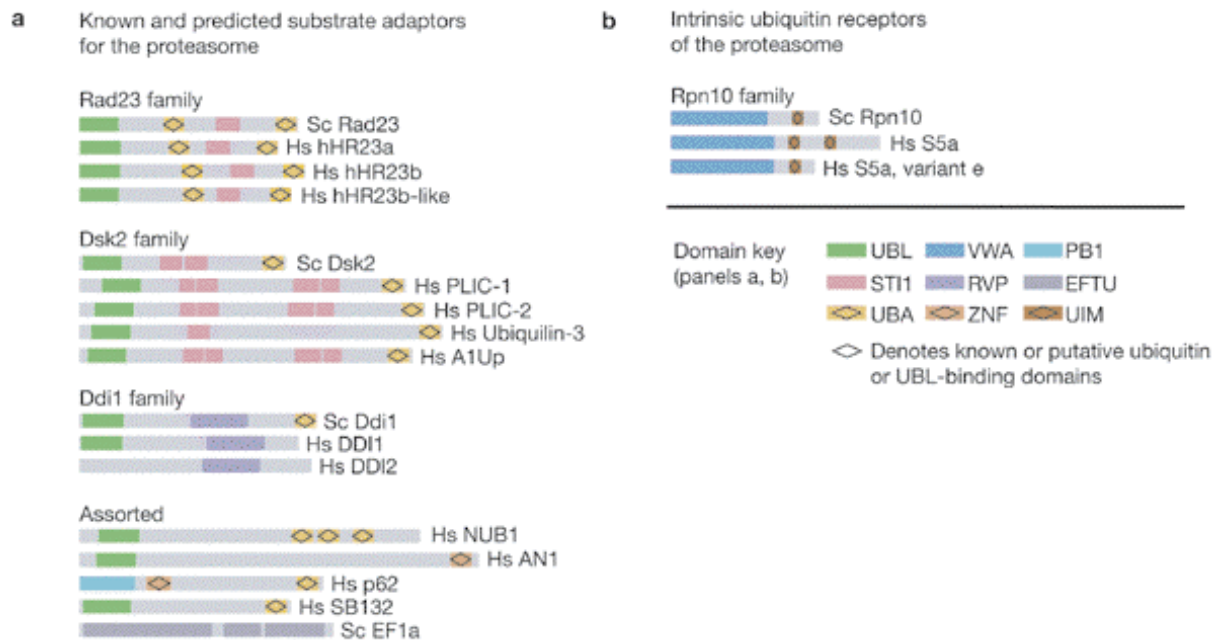 a
Known and predicted substrate adaptors
for the proteasome
Rad23 family
Sc Rad23
Hs hHR23a
Hs hHR23b
Hs hHR23b-like
Dsk2 family
Sc Dsk2
Hs PLIC-1
Hs PLIC-2
Hs Ubiquilin-3
Hs A1Up
Ddi1 family
Sc Ddi1
Hs DDI1
Hs DDI2
Assorted
Hs NUB1
Hs AN1
Hs p62
Hs SB132
Sc EF1a
b
Intrinsic ubiquitin receptors
of the proteasome
Rpn10 family
Sc Rpn10
Hs S5a
Hs S5a, variant e
Domain key
(panels a, b)
UBL VWA PB1
STI1 RVP EFTU
UBA ZNF UIM
Denotes known or putative ubiquitin
or UBL-binding domains